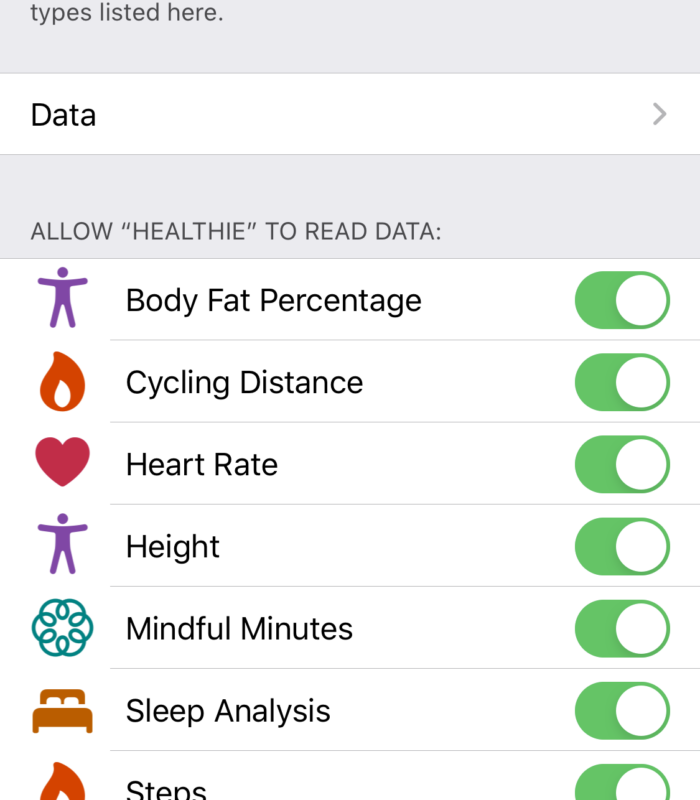 types listed here.
Data
ALLOW “HEALTHIE” TO READ DATA:
Body Fat Percentage
Cycling Distance
Heart Rate
Height
Mindful Minutes
Sleep Analysis
Steps